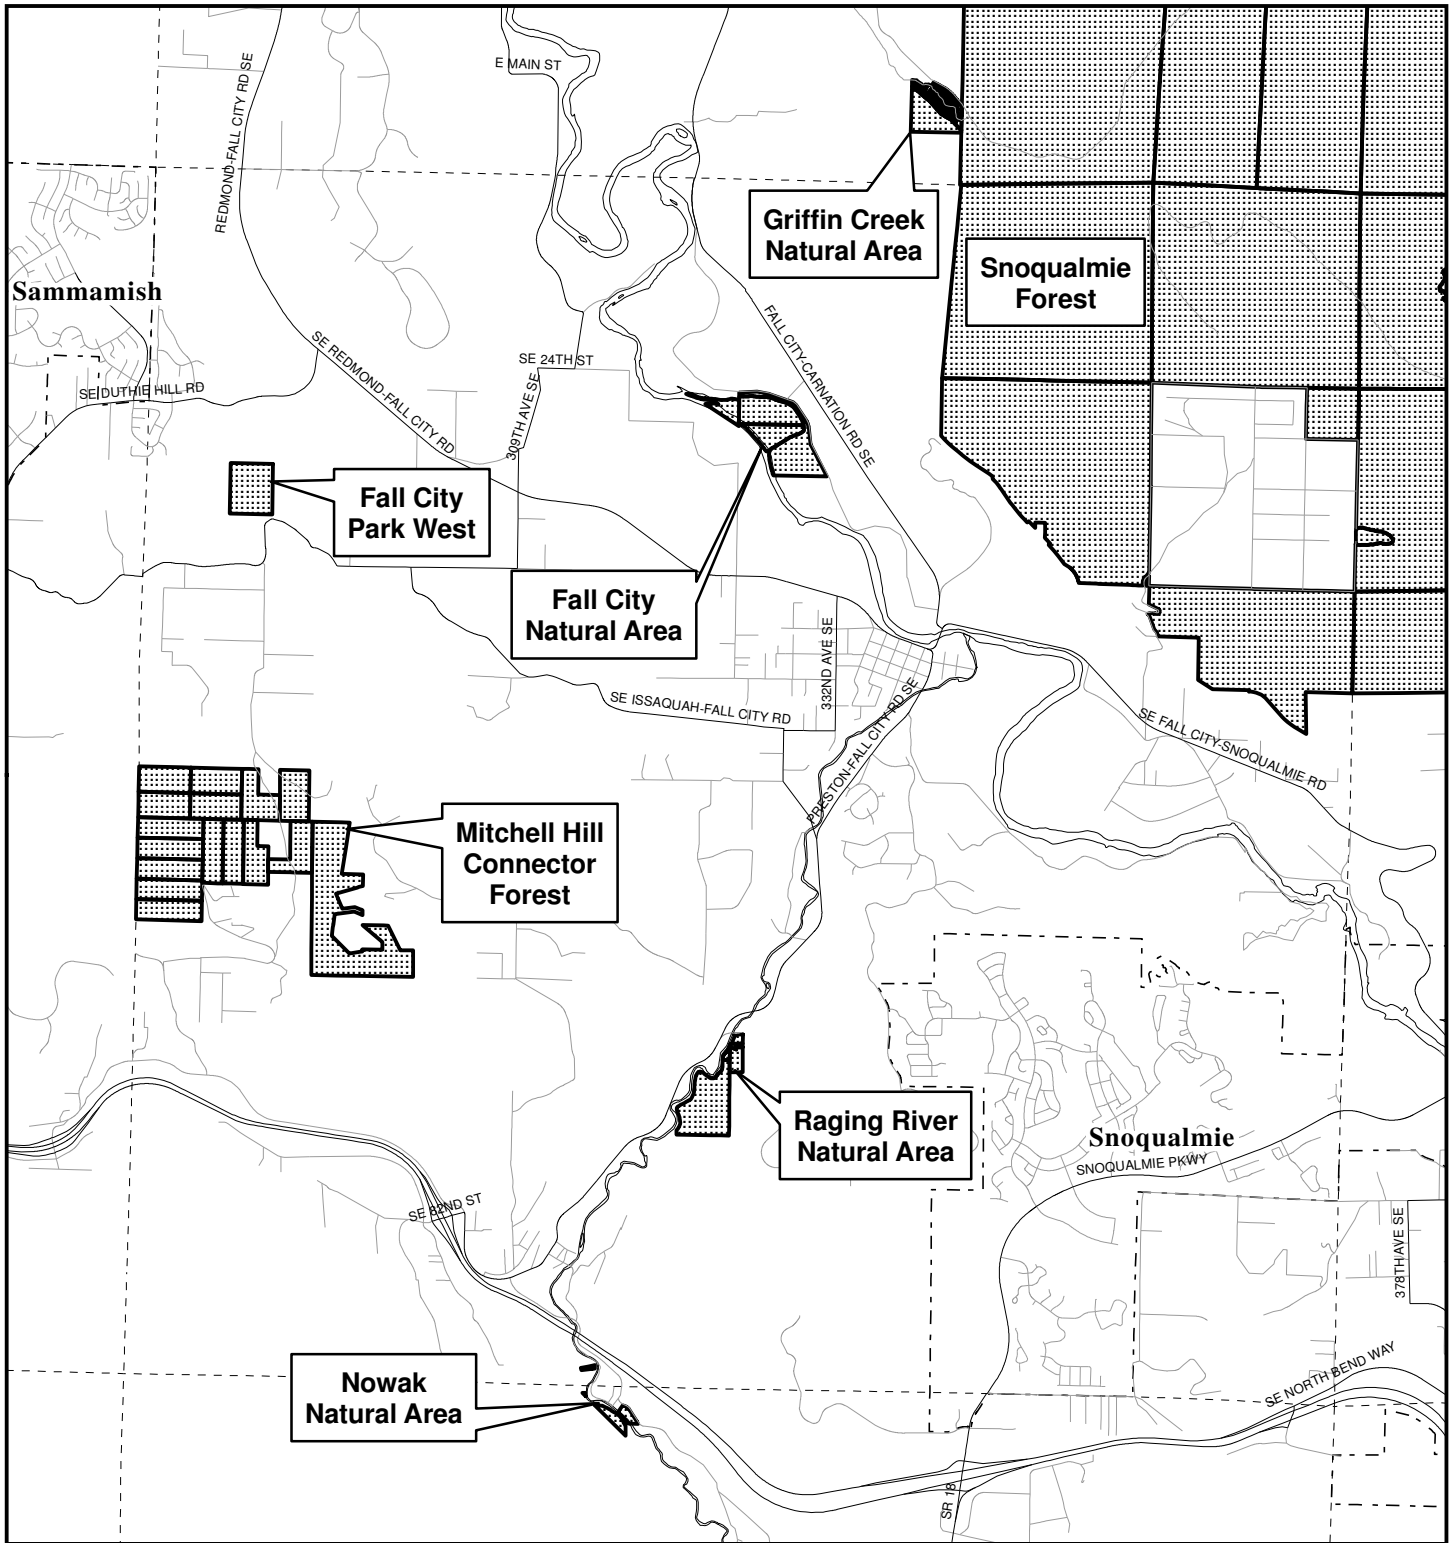 E MAIN ST
REDMOND-FALL CITY RD SE
Griffin Creek
Natural Area
Snoqualmie
Forest
Sammamish
FALL CITY-CARNATION RD SE
SE REDMOND-FALL CITY RD
SE 24TH ST
309TH AVE SE
SE DUTHIE HILL RD
Fall City
Park West
Fall City
Natural Area
332ND AVE SE
SE ISSAQUAH-FALL CITY RD
PRESTON-FALL CITY RD SE
SE FALL CITY-SNOQUALMIE RD
Mitchell Hill
Connector
Forest
Raging River
Natural Area
Snoqualmie
SNOQUALMIE PKWY
SE 82ND ST
378TH AVE SE
Nowak
Natural Area
SE NORTH BEND WAY
SR 18